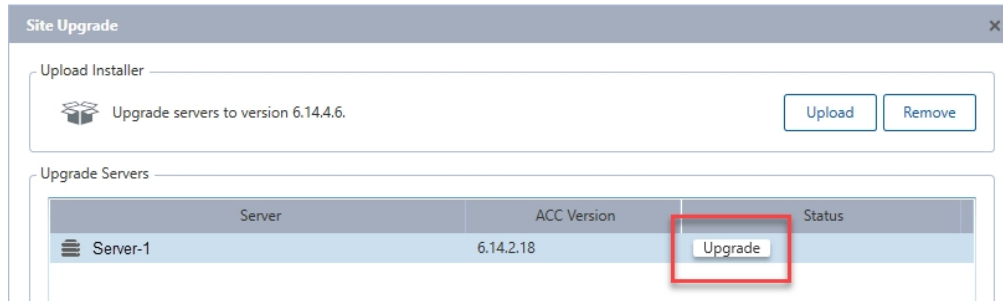 Site Upgrade
Upload Installer
Upgrade servers to version 6.14.4.6.
Upload
Remove
Upgrade Servers
Server
ACC Version
Status
Server-1
6.14.2.18
Upgrade